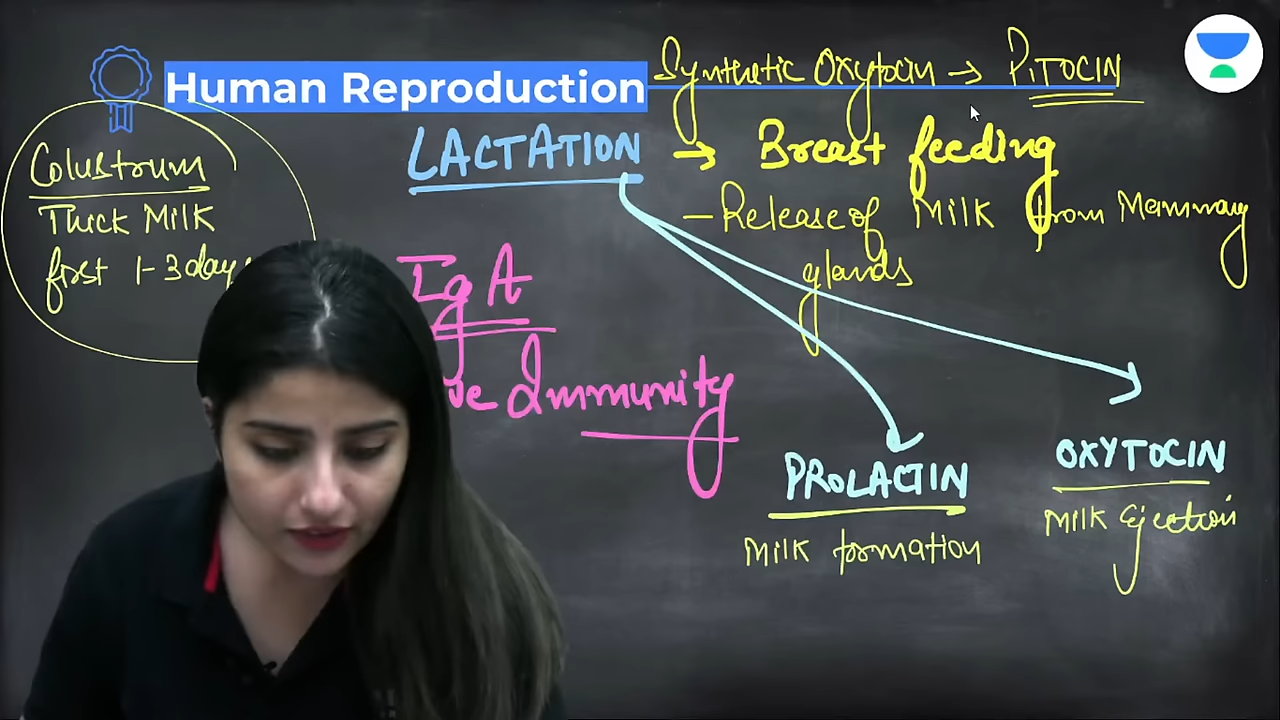 Human Reproduction
Synthetic Oxytocin → PITOCIN
LACTATION → Breast feeding
- Release of Milk from Mammary
glands
Colustrum
Thick Milk
first 1-3 days
IgA
ve Immunity
PROLACTIN
Milk formation
OXYTOCIN
Milk Ejection